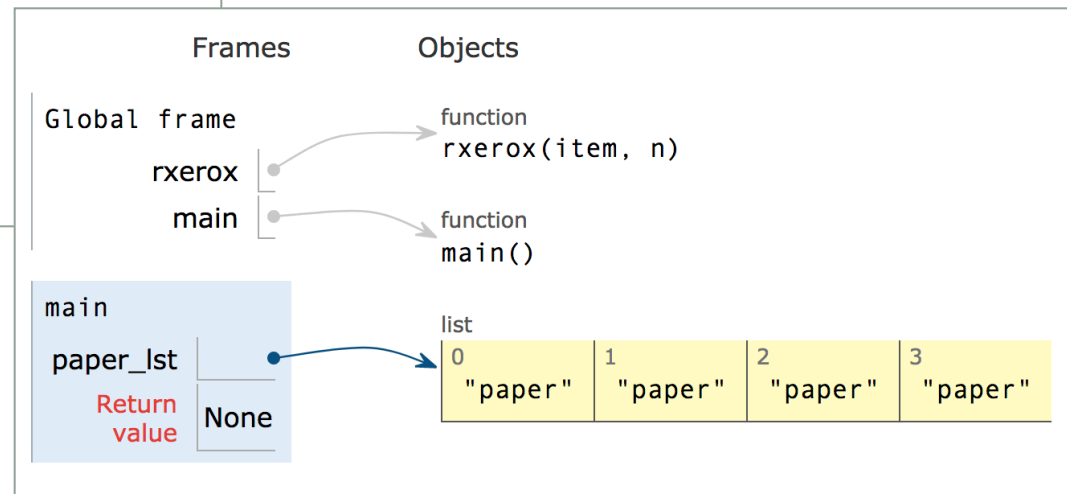 Frames Objects
Global frame
function
rxerox(item, n)
rxerox
main
function
main()
main
list
paper_lst
0 1 2 3
"paper" "paper" "paper" "paper"
Return
value
None